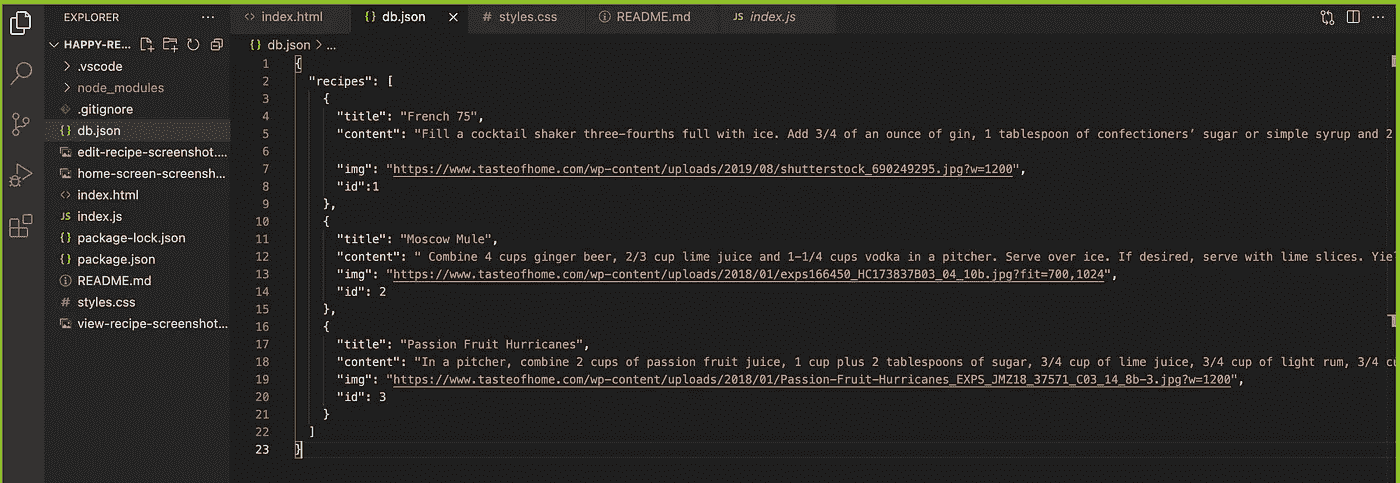 EXPLORER
HAPPY-RE...
.vscode
node_modules
.gitignore
db.json
edit-recipe-screenshot....
home-screen-screensh...
index.html
index.js
package-lock.json
package.json
README.md
styles.css
view-recipe-screenshot...
index.html db.json styles.css README.md JS index.js
{} db.json > ...
1 {
2 "recipes": [
3 {
4 "title": "French 75",
5 "content": "Fill a cocktail shaker three-fourths full with ice. Add 3/4 of an ounce of gin, 1 tablespoon of confectioners’ sugar or simple syrup and 2
6
7 "img": "https://www.tasteofhome.com/wp-content/uploads/2019/08/shutterstock_690249295.jpg?w=1200",
8 "id":1
9 },
10 {
11 "title": "Moscow Mule",
12 "content": " Combine 4 cups ginger beer, 2/3 cup lime juice and 1-1/4 cups vodka in a pitcher. Serve over ice. If desired, serve with lime slices. Yie
13 "img": "https://www.tasteofhome.com/wp-content/uploads/2018/01/exps166450_HC173837B03_04_10b.jpg?fit=700,1024",
14 "id": 2
15 },
16 {
17 "title": "Passion Fruit Hurricanes",
18 "content": "In a pitcher, combine 2 cups of passion fruit juice, 1 cup plus 2 tablespoons of sugar, 3/4 cup of lime juice, 3/4 cup of light rum, 3/4 cu
19 "img": "https://www.tasteofhome.com/wp-content/uploads/2018/01/Passion-Fruit-Hurricanes_EXPS_JMZ18_37571_C03_14_8b-3.jpg?w=1200",
20 "id": 3
21 }
22 ]
23 }